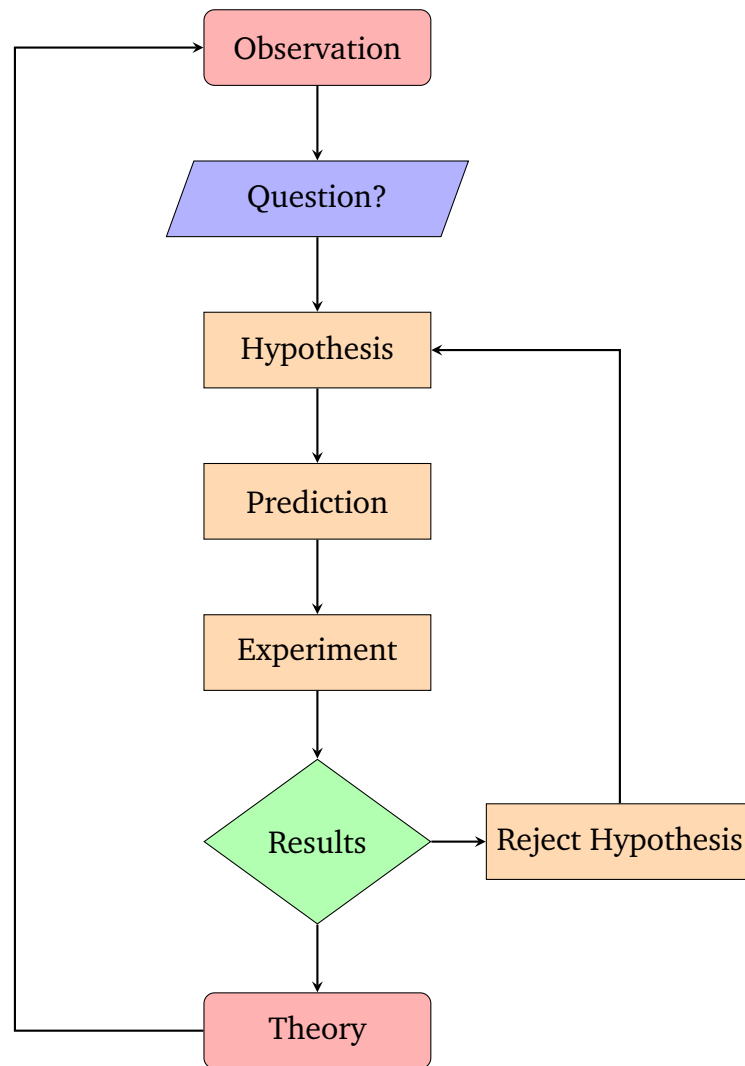 Observation
Question?
Hypothesis
Prediction
Experiment
Results
Reject Hypothesis
Theory